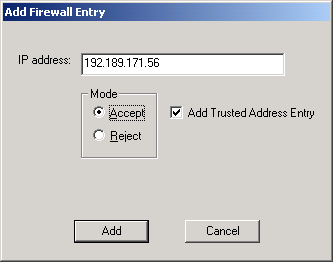 Add Firewall Entry
IP address: 192.189.171.56
Mode
Accept
Add Trusted Address Entry
Reject
Add
Cancel